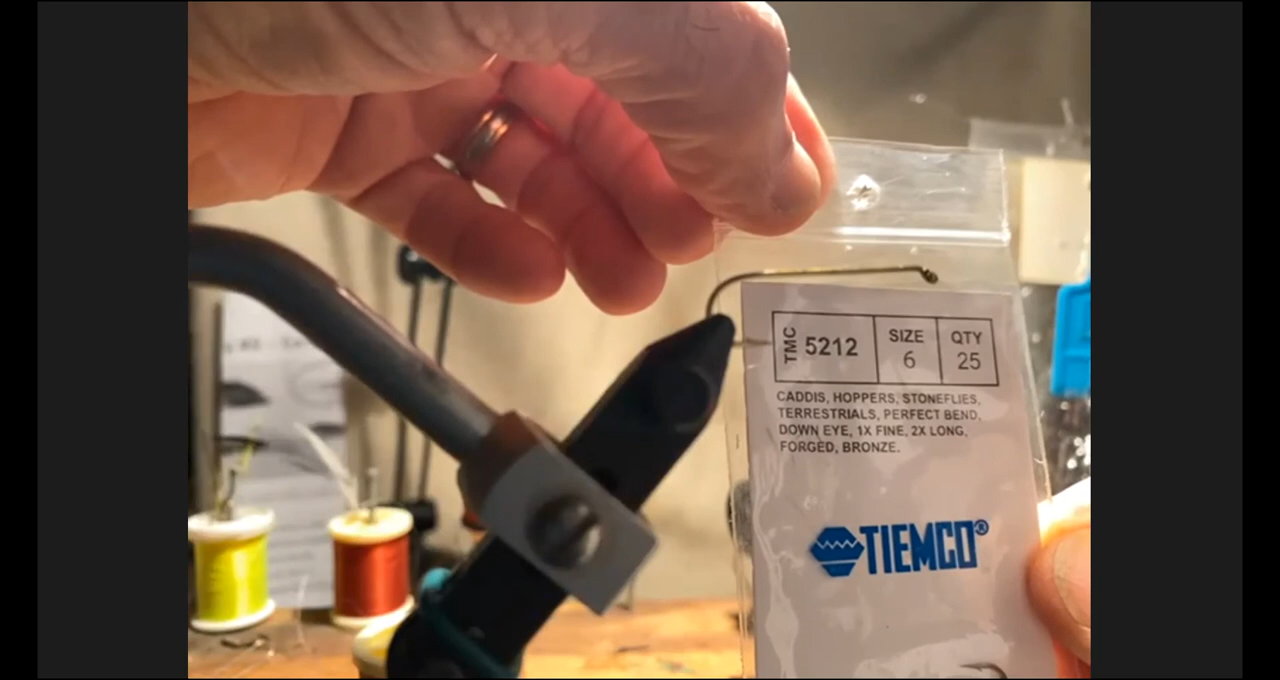 TMC 5212 SIZE 6 QTY 25
CADDIS, HOPPERS, STONEFLIES,
TERRESTRIALS, PERFECT BEND,
DOWN EYE, 1X FINE, 2X LONG,
FORGED, BRONZE.
TIEMCO®